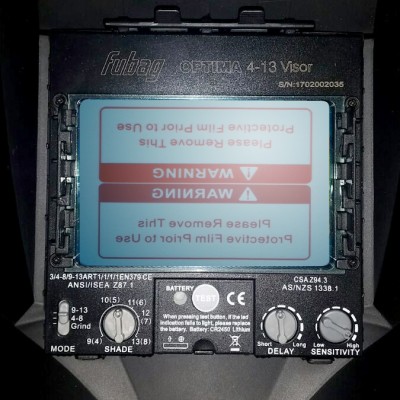 Fubag OPTIMA 4-13 Visor
S/N:1702002035
Protective Film Prior to Use
Please Remove This
WARNING
WARNING
Please Remove This
Protective Film Prior to Use
3/4-8/9-13ART1/1/1/1EN379 CE
ANSI/ISEA Z87.1
CSA Z94.3
AS/NZS 1338.1
BATTERY
TEST
CE
When pressing test button, if the led
indication fails to light, please replace
the battery. Battery: CR2450 Lithium
9-13
4-8
Grind
MODE
10(5)
11(6)
12
(7)
13(8)
9(4)
SHADE
Short
Long
DELAY
Low
High
SENSITIVITY